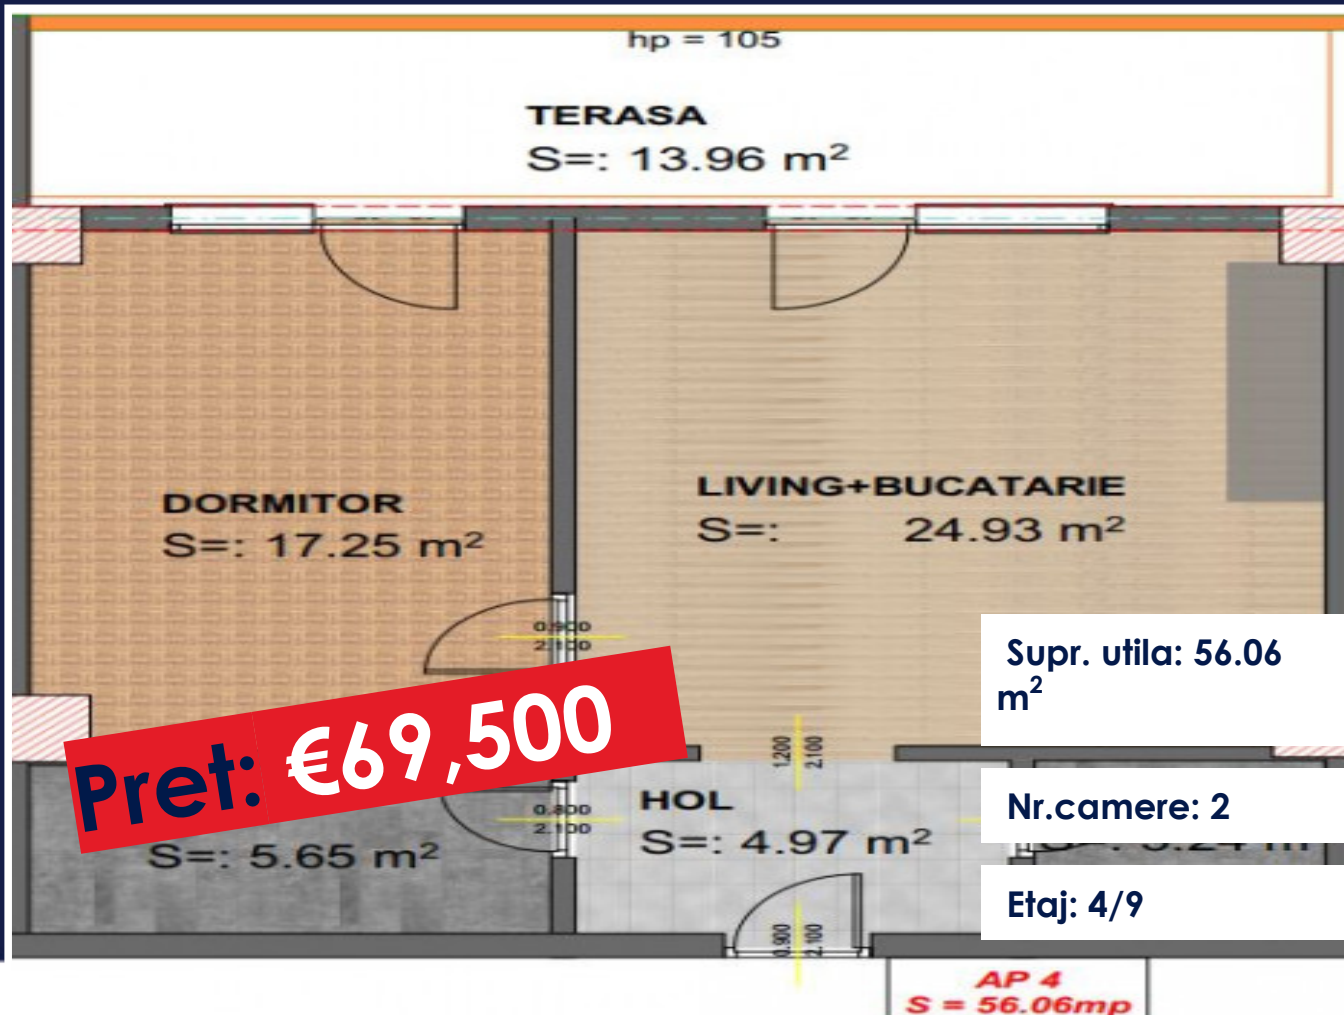 hp = 105
TERASA
S=: 13.96 m²
DORMITOR
S=: 17.25 m²
LIVING+BUCATARIE
S=: 24.93 m²
0.900
2.100
Supr. utila: 56.06
m²
Pret: €69,500
1.200
2.100
0.800
2.100
HOL
S=: 4.97 m²
Nr.camere: 2
S=: 5.65 m²
Etaj: 4/9
0.900
2.100
AP 4
S = 56.06mp